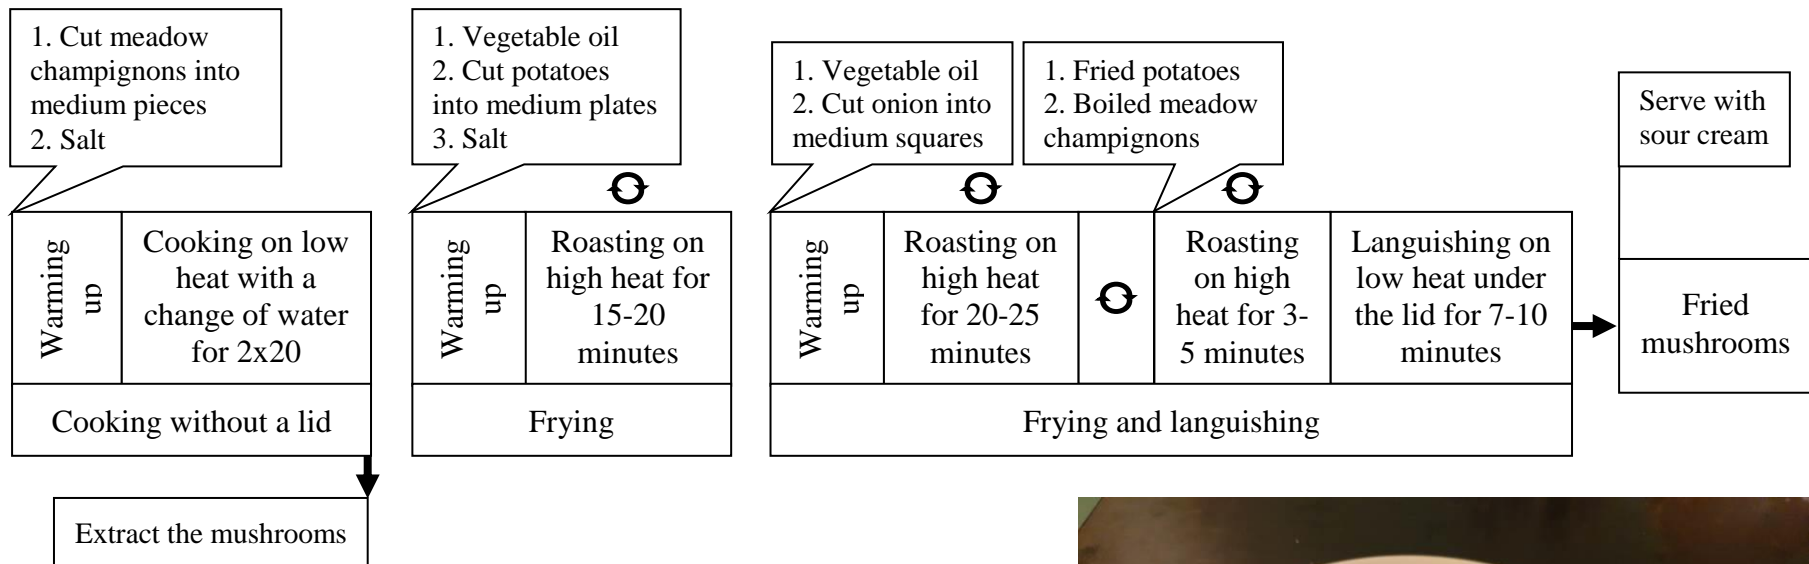 1. Cut meadow
champignons into
medium pieces
2. Salt
1. Vegetable oil
2. Cut potatoes
into medium plates
3. Salt
1. Vegetable oil
2. Cut onion into
medium squares
1. Fried potatoes
2. Boiled meadow
champignons
Serve with
sour cream
Warming
up
Cooking on low
heat with a
change of water
for 2x20
Warming
up
Roasting on
high heat for
15-20
minutes
Warming
up
Roasting on
high heat
for 20-25
minutes
Roasting
on high
heat for 3-
5 minutes
Languishing on
low heat under
the lid for 7-10
minutes
Fried
mushrooms
Cooking without a lid
Frying
Frying and languishing
Extract the mushrooms